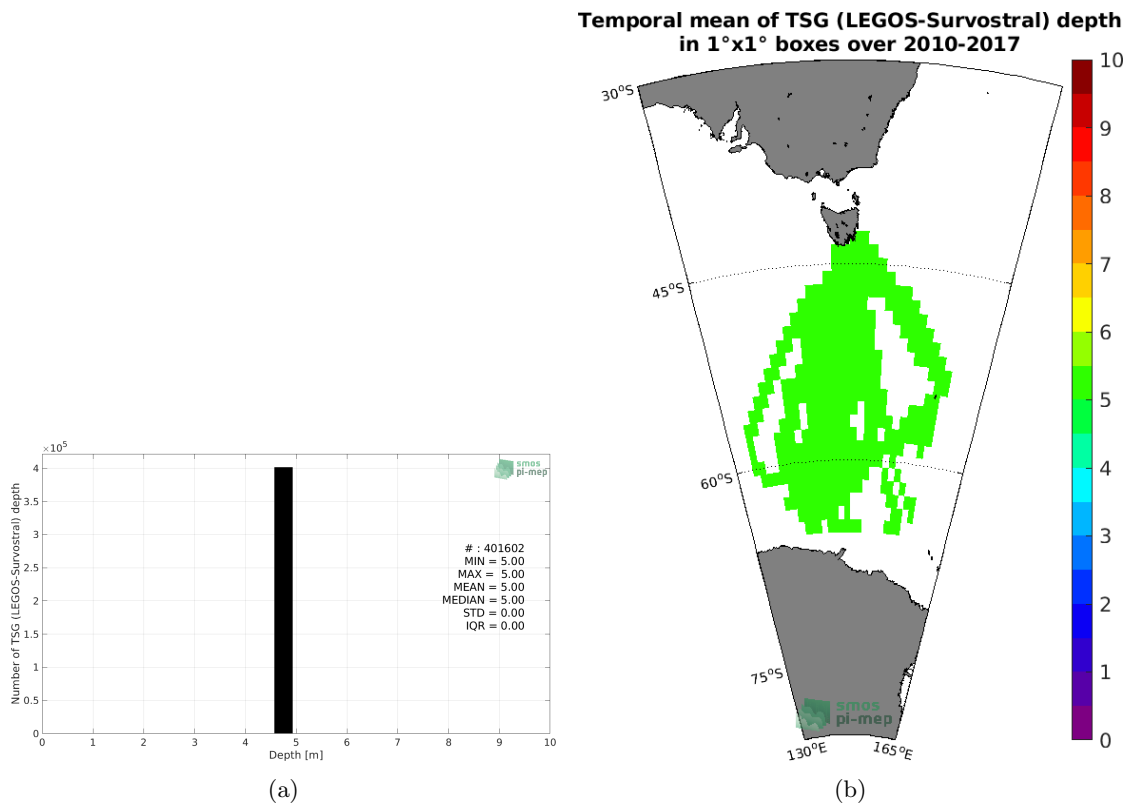 ×10⁵
4
3.5
3
2.5
2
1.5
1
0.5
0
Number of TSG (LEGOS-Survostral) depth
smos
pi-mep
# : 401602
MIN = 5.00
MAX = 5.00
MEAN = 5.00
MEDIAN = 5.00
STD = 0.00
IQR = 0.00
0 1 2 3 4 5 6 7 8 9 10
Depth [m]
(a)
Temporal mean of TSG (LEGOS-Survostral) depth
in 1°x1° boxes over 2010-2017
30°S
45°S
60°S
75°S
130°E
165°E
smos
pi-mep
10
9
8
7
6
5
4
3
2
1
0
(b)